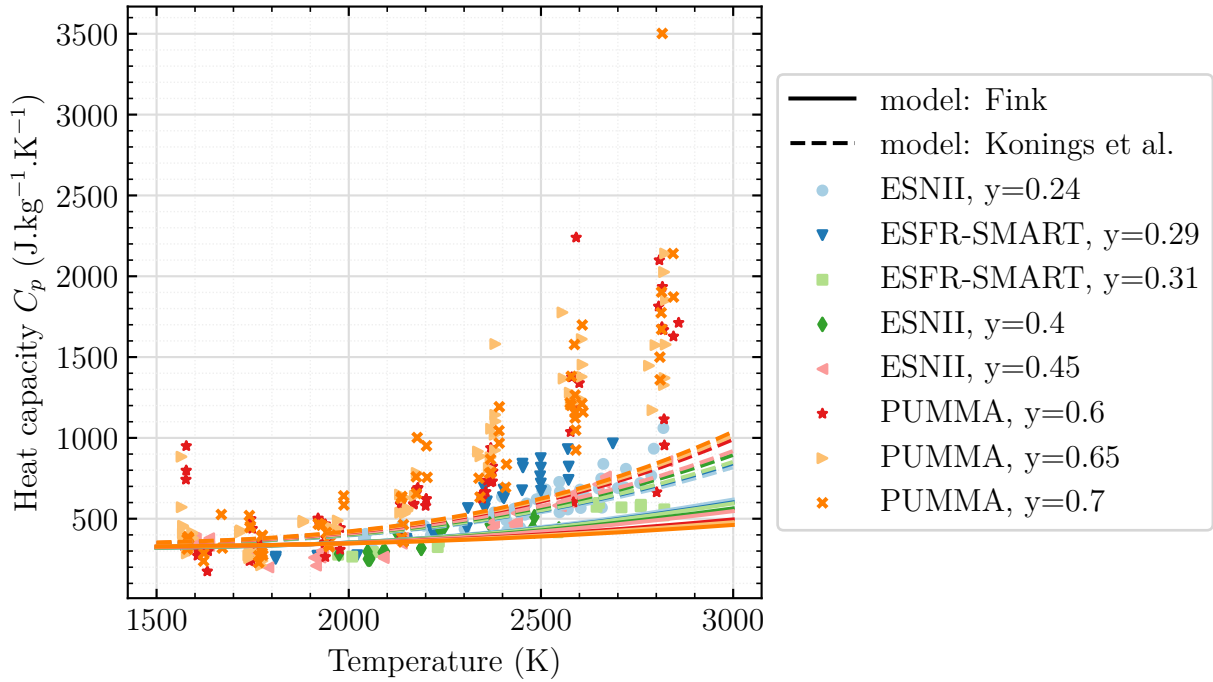 3500
3000
2500
2000
1500
1000
500
Heat capacity $C_p$ (J.kg$^{-1}$.K$^{-1}$)
1500 2000 2500 3000
Temperature (K)
model: Fink
model: Konings et al.
ESNII, y=0.24
ESFR-SMART, y=0.29
ESFR-SMART, y=0.31
ESNII, y=0.4
ESNII, y=0.45
PUMMA, y=0.6
PUMMA, y=0.65
PUMMA, y=0.7